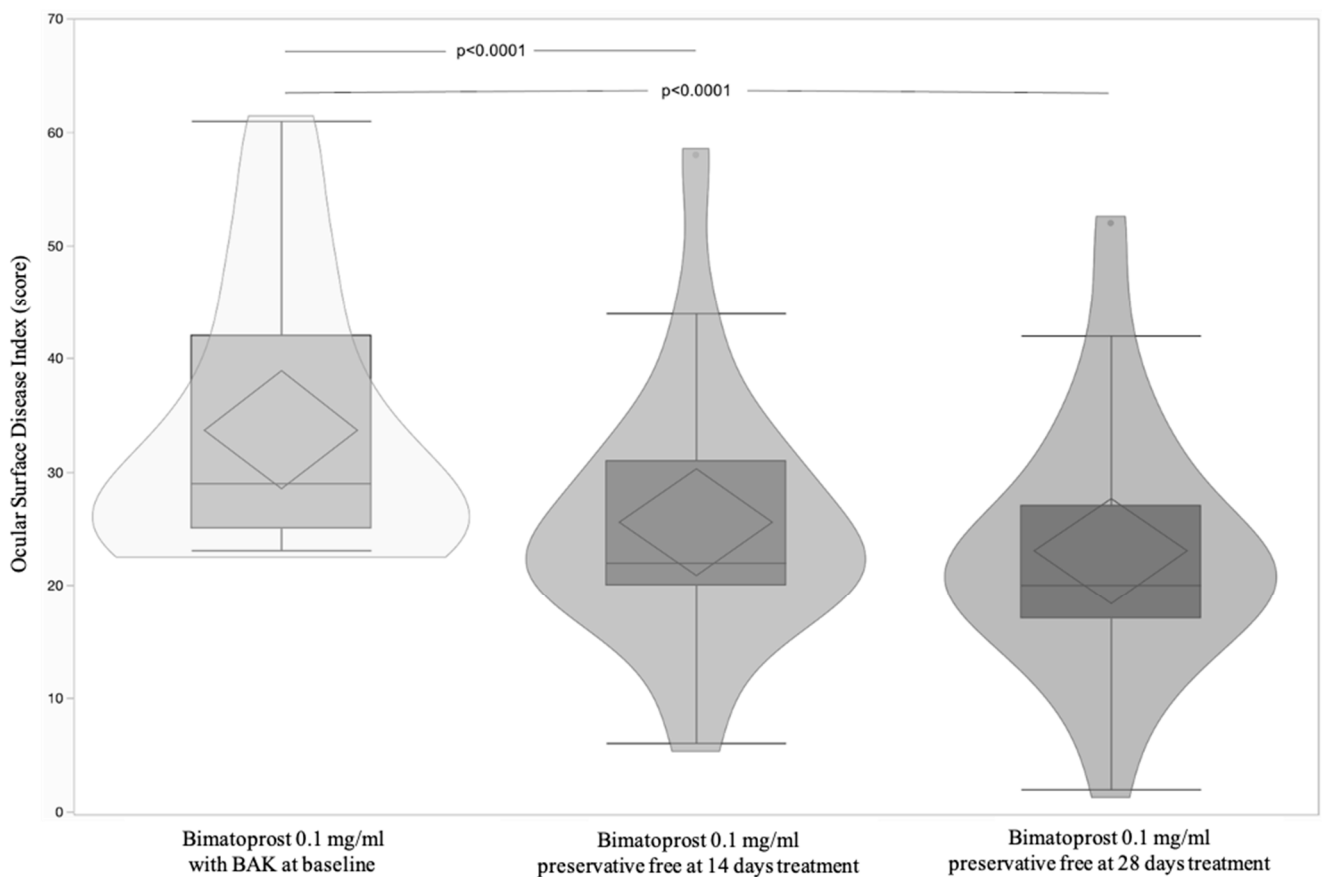 70
60
50
40
30
20
10
0
Ocular Surface Disease Index (score)
p<0.0001
p<0.0001
Bimatoprost 0.1 mg/ml
with BAK at baseline
Bimatoprost 0.1 mg/ml
preservative free at 14 days treatment
Bimatoprost 0.1 mg/ml
preservative free at 28 days treatment